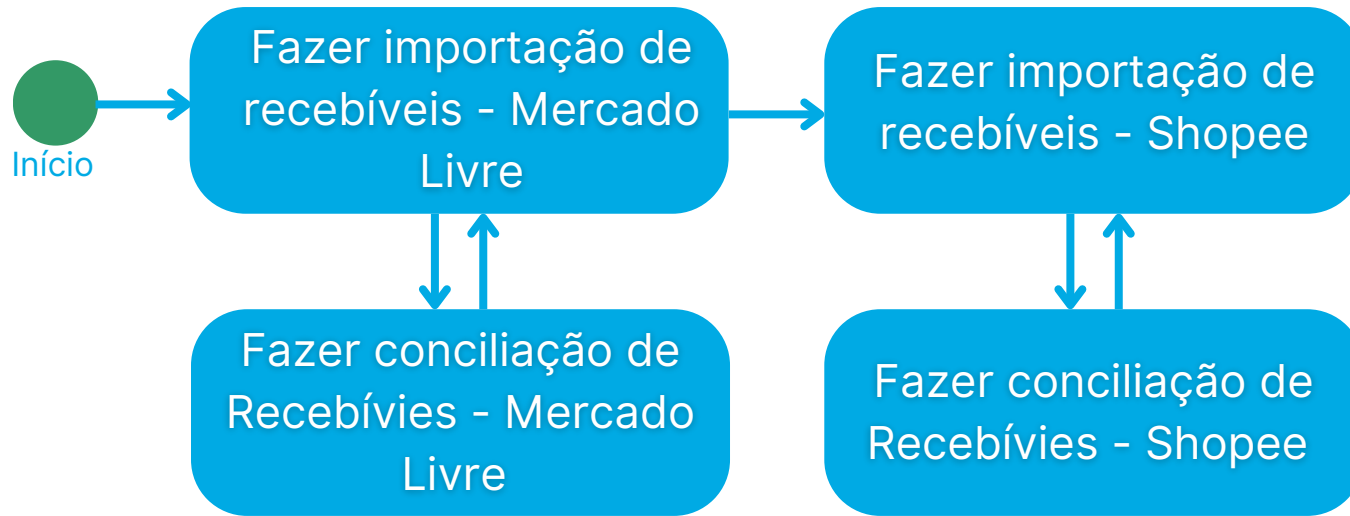 Início
Fazer importação de
recebíveis - Mercado
Livre
Fazer importação de
recebíveis - Shopee
Fazer conciliação de
Recebívies - Mercado
Livre
Fazer conciliação de
Recebívies - Shopee